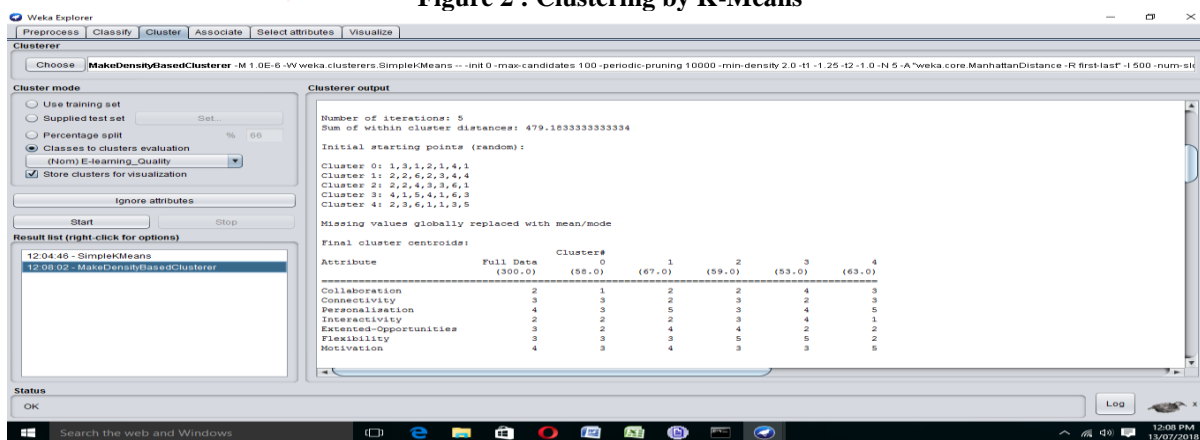 Figure 2 : Clustering by K-Means
Weka Explorer
Preprocess Classify Cluster Associate Select attributes Visualize
Clusterer
Choose MakeDensityBasedClusterer -M 1.0E-6 -W weka.clusterers.SimpleKMeans -- -init 0 -max-candidates 100 -periodic-pruning 10000 -min-density 2.0 -t1 -1.25 -t2 -1.0 -N 5 -A "weka.core.ManhattanDistance -R first-last" -I 500 -num-slo
Cluster mode
Use training set
Supplied test set Set...
Percentage split % 66
Classes to clusters evaluation
(Nom) E-learning_Quality
Store clusters for visualization
Ignore attributes
Start Stop
Result list (right-click for options)
12:04:46 - SimpleKMeans
12:08:02 - MakeDensityBasedClusterer
Clusterer output
Number of iterations: 5
Sum of within cluster distances: 479.1833333333334
Initial starting points (random):
Cluster 0: 1,3,1,2,1,4,1
Cluster 1: 2,2,6,2,3,4,4
Cluster 2: 2,2,4,3,3,6,1
Cluster 3: 4,1,5,4,1,6,3
Cluster 4: 2,3,6,1,1,3,5
Missing values globally replaced with mean/mode
Final cluster centroids:
Cluster#
Attribute Full Data 0 1 2 3 4
(300.0) (58.0) (67.0) (59.0) (53.0) (63.0)
Collaboration 2 1 2 2 4 3
Connectivity 3 3 2 3 2 3
Personalisation 4 3 5 3 4 5
Interactivity 2 2 2 3 4 1
Extented-Opportunities 3 2 4 4 2 2
Flexibility 3 3 3 5 5 2
Motivation 4 3 4 3 3 5
Status
OK
Log
x 0
Search the web and Windows
12:08 PM
13/07/2018